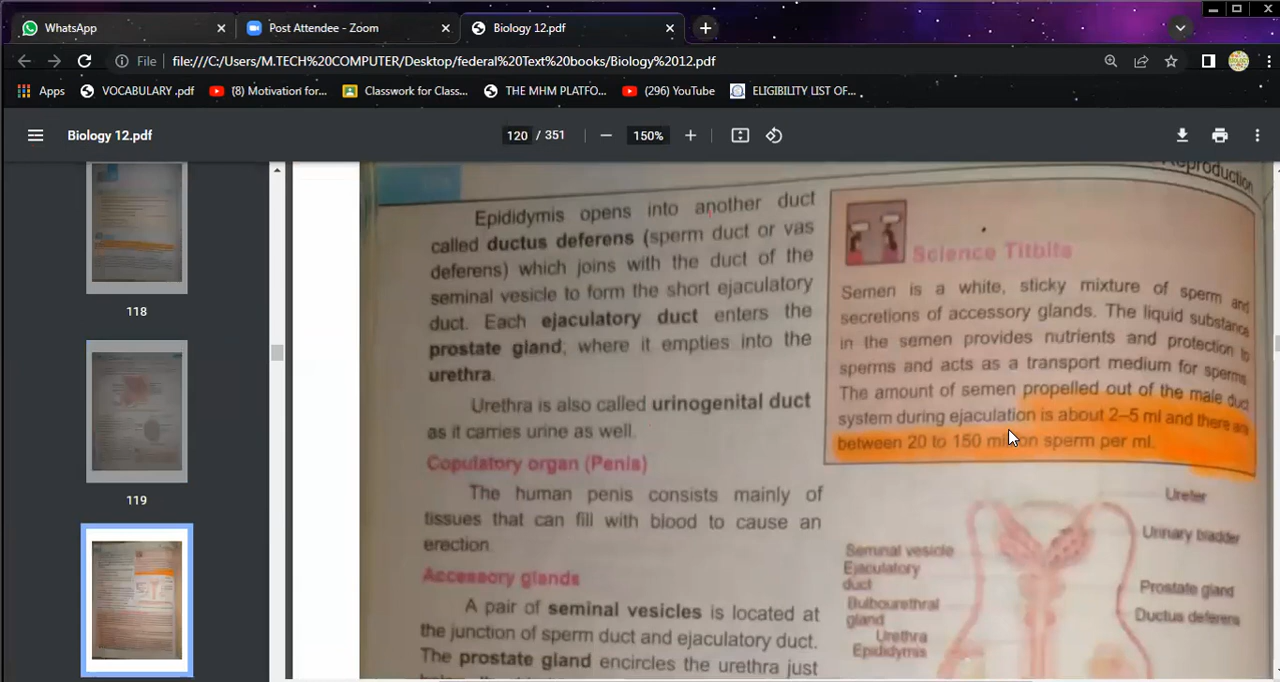 WhatsApp
Post Attendee - Zoom
Biology 12.pdf
File
file:///C:/Users/M.TECH%20COMPUTER/Desktop/federal%20Text%20books/Biology%2012.pdf
Apps
VOCABULARY .pdf
(8) Motivation for...
Classwork for Class...
THE MHM PLATFO...
(296) YouTube
ELIGIBILITY LIST OF...
Biology 12.pdf
120 / 351
150%
118
119
Reproduction
Epididymis opens into another duct
called ductus deferens (sperm duct or vas
deferens) which joins with the duct of the
seminal vesicle to form the short ejaculatory
duct. Each ejaculatory duct enters the
prostate gland, where it empties into the
urethra.
Urethra is also called urinogenital duct
as it carries urine as well.
Copulatory organ (Penis)
The human penis consists mainly of
tissues that can fill with blood to cause an
erection.
Accessory glands
A pair of seminal vesicles is located at
the junction of sperm duct and ejaculatory duct.
The prostate gland encircles the urethra just
Science Titbits
Semen is a white, sticky mixture of sperm and
secretions of accessory glands. The liquid substance
in the semen provides nutrients and protection to
sperms and acts as a transport medium for sperms.
The amount of semen propelled out of the male duct
system during ejaculation is about 2–5 ml and there are
between 20 to 150 million sperm per ml.
Ureter
Urinary bladder
Seminal vesicle
Ejaculatory
duct
Prostate gland
Bulbourethral
gland
Ductus deferens
Urethra
Epididymis